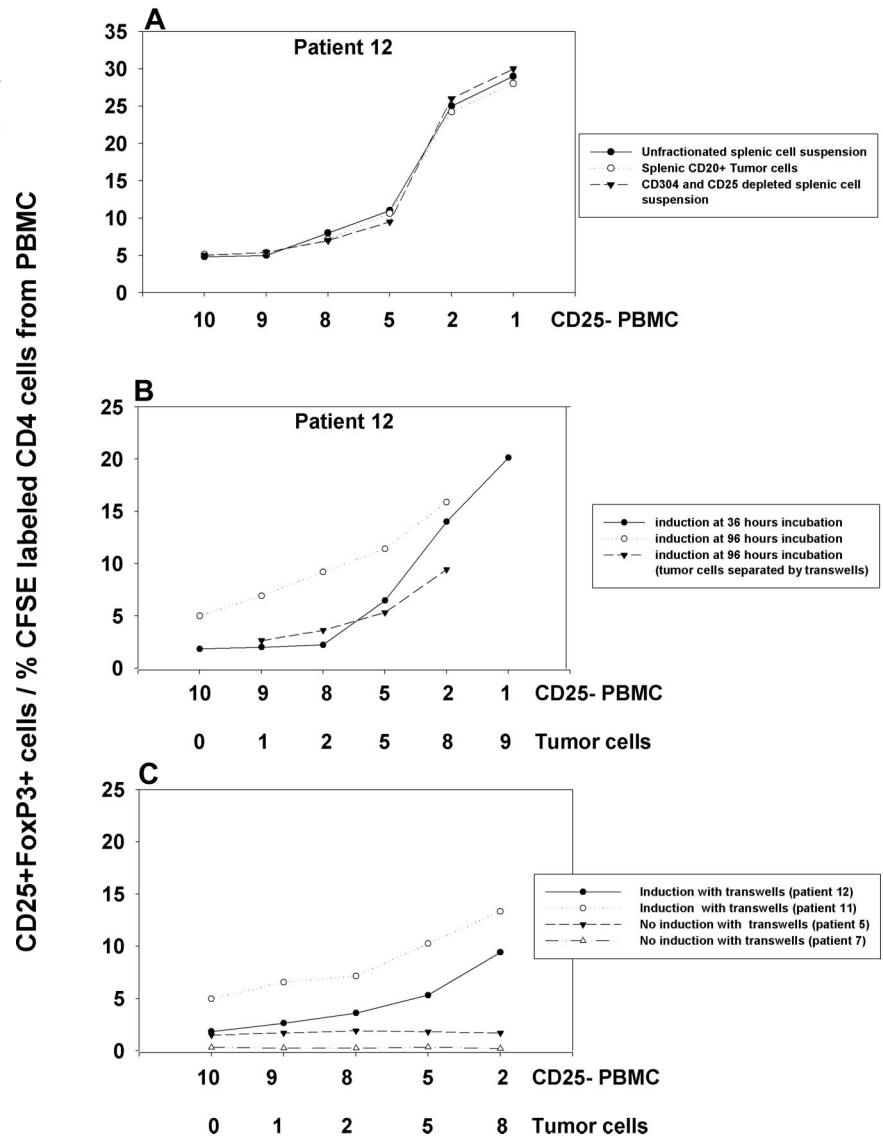 CD25+FoxP3+ cells / % CFSE labeled CD4 cells from PBMC
A
Patient 12
35
30
25
20
15
10
5
0
10 9 8 5 2 1 CD25- PBMC
Unfractionated splenic cell suspension
Splenic CD20+ Tumor cells
CD304 and CD25 depleted splenic cell
suspension
B
Patient 12
25
20
15
10
5
0
10 9 8 5 2 1 CD25- PBMC
0 1 2 5 8 9 Tumor cells
induction at 36 hours incubation
induction at 96 hours incubation
induction at 96 hours incubation
(tumor cells separated by transwells)
C
25
20
15
10
5
0
10 9 8 5 2 CD25- PBMC
0 1 2 5 8 Tumor cells
Induction with transwells (patient 12)
Induction with transwells (patient 11)
No induction with transwells (patient 5)
No induction with transwells (patient 7)